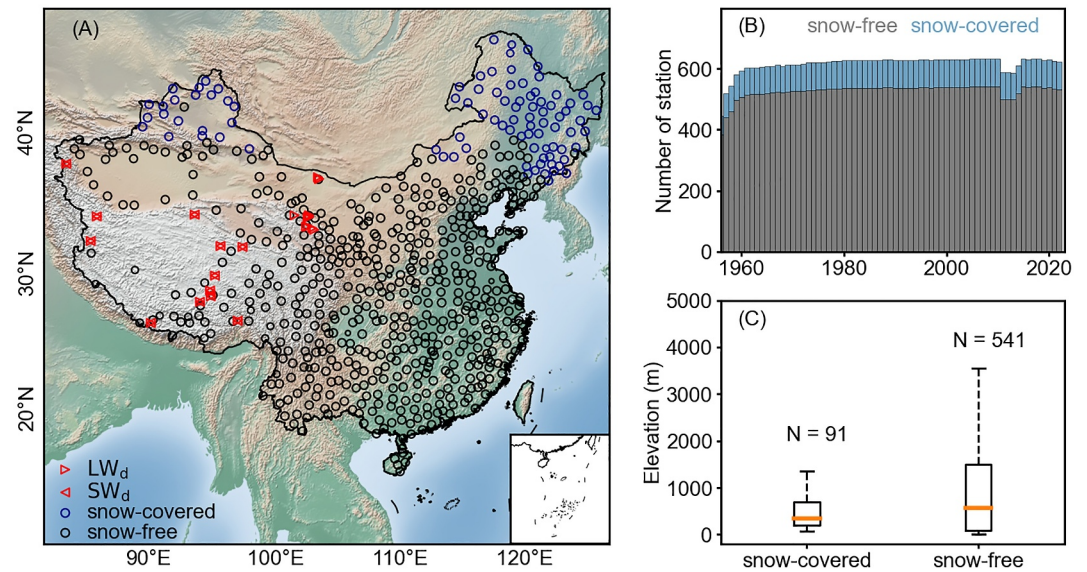 (A)
40°N
30°N
20°N
90°E
100°E
110°E
120°E
LWd
SWd
snow-covered
snow-free
(B)
snow-free snow-covered
Number of station
600
400
200
0
1960
1980
2000
2020
(C)
Elevation (m)
5000
4000
3000
2000
1000
0
N = 91
N = 541
snow-covered
snow-free